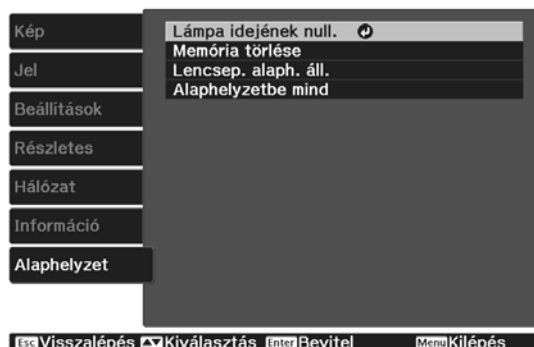 Kép
Jel
Beállítások
Részletes
Hálózat
Információ
Alaphelyzet
Lámpa idejének null.
Memória törlése
Lencsep. alaph. áll.
Alaphelyzetbe mind
Esc Visszalépés Kiválasztás Enter Bevitel Menu Kilépés